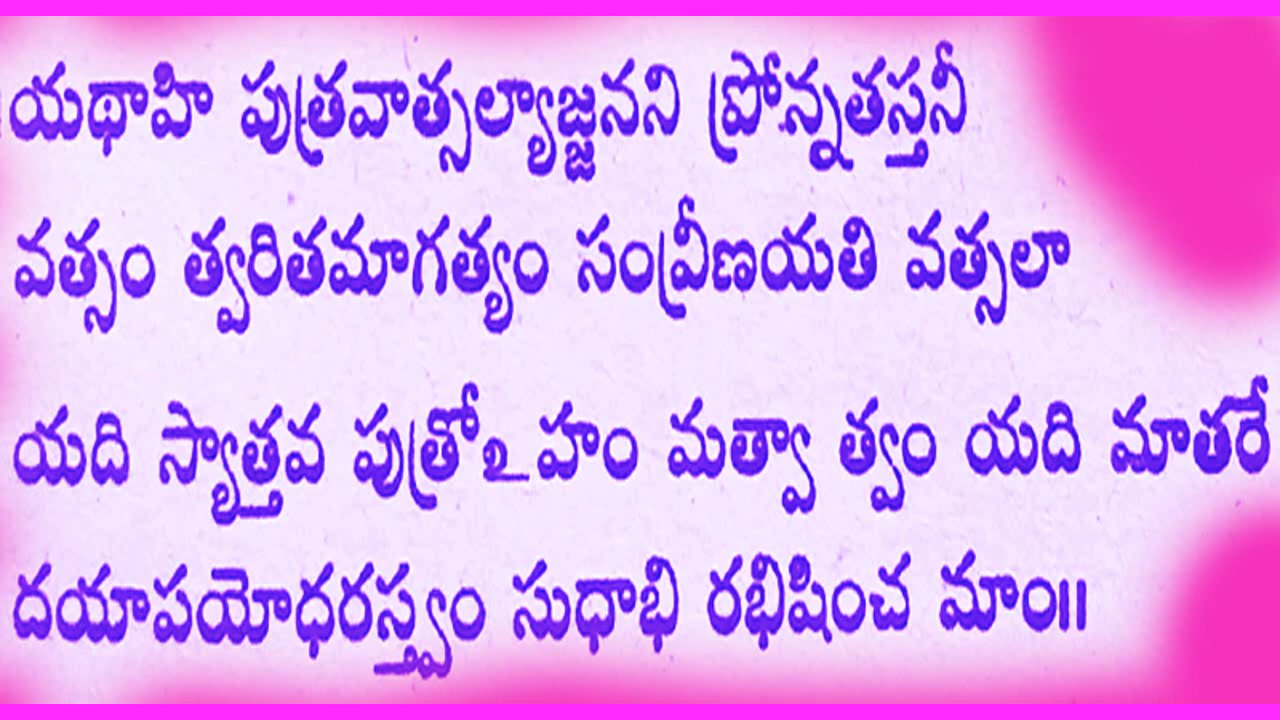 యథాహి పుత్రవాత్సల్యాజ్జనని ప్రోన్నతస్తనీ
వత్సం త్వరితమాగత్యం సంప్రీణయతి వత్సలా
యది స్యాత్తవ పుత్రోఽహం మత్వా త్వం యది మాతరే
దయాపయోధరస్త్వం సుధాభి రభిషించ మాం॥